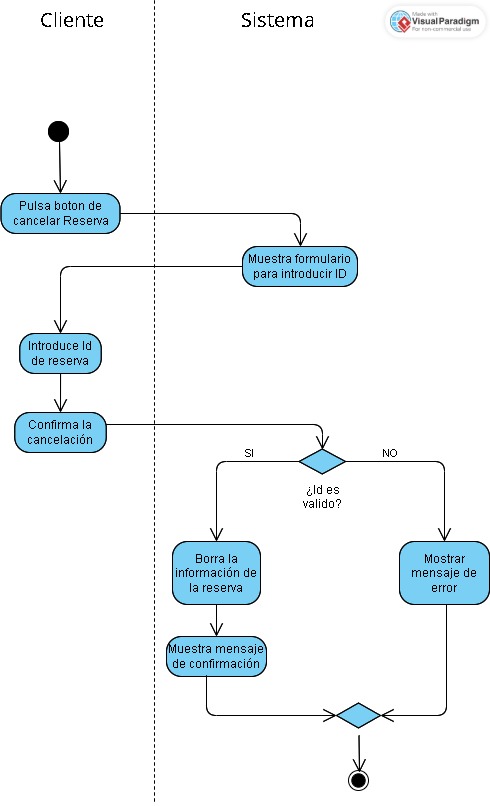 Cliente
Sistema
Made with
VisualParadigm
For non-commercial use
Pulsa boton de
cancelar Reserva
Muestra formulario
para introducir ID
Introduce Id
de reserva
Confirma la
cancelación
SI
NO
¿Id es
valido?
Borra la
información de
la reserva
Mostrar
mensaje de
error
Muestra mensaje
de confirmación